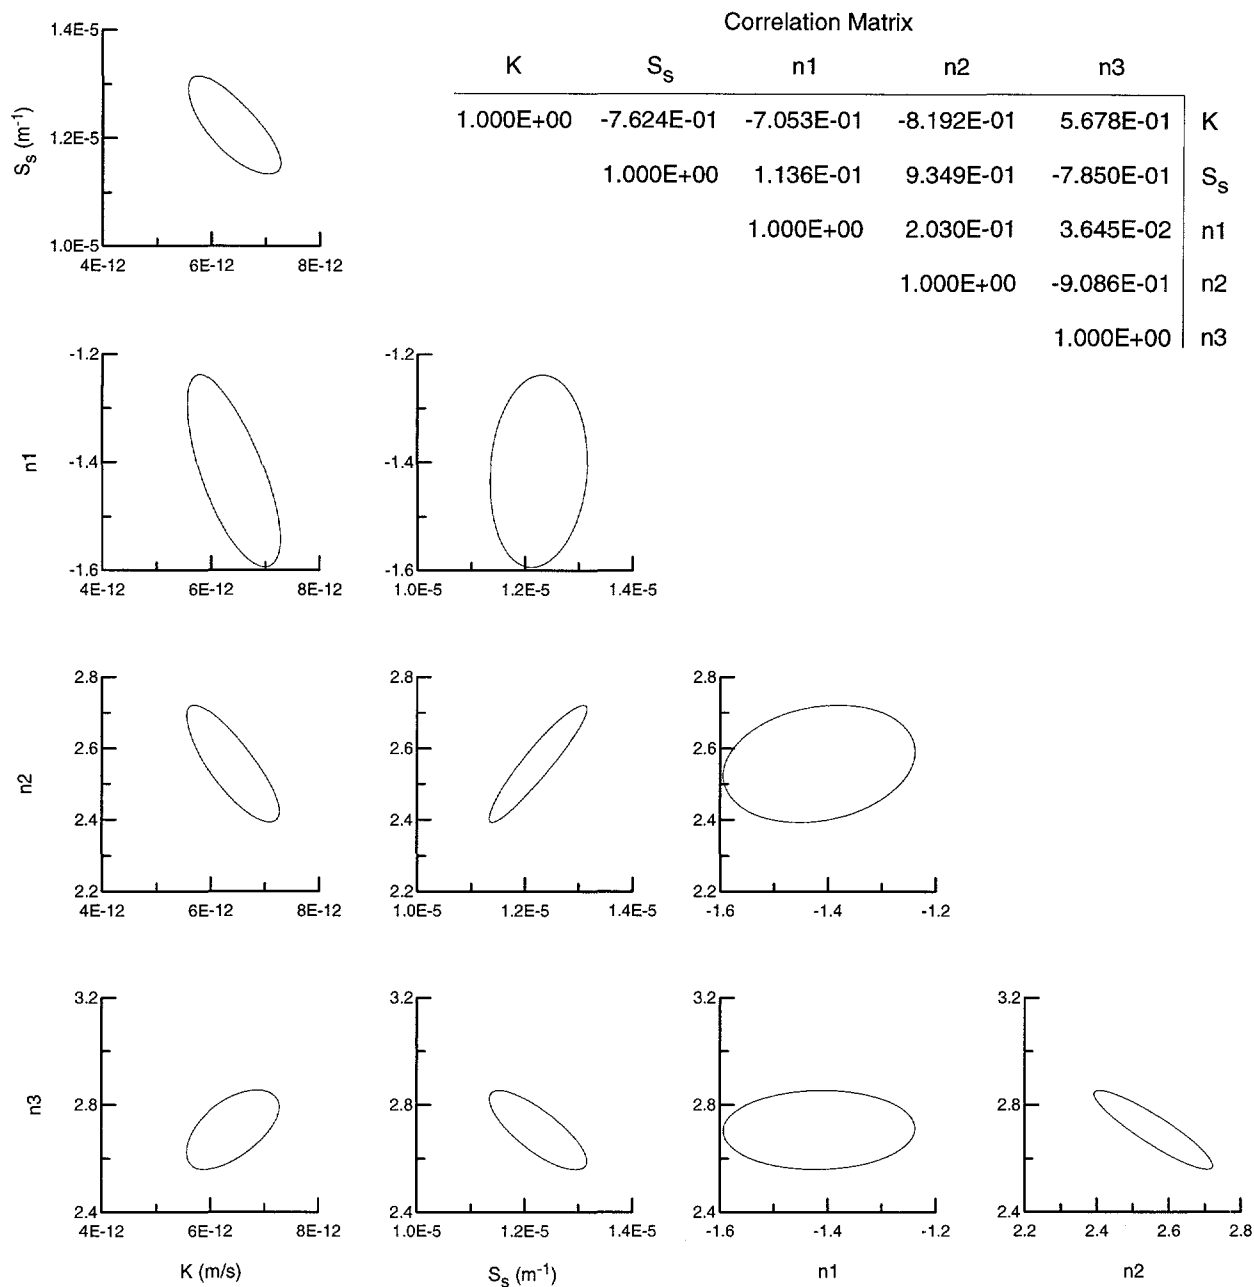 Correlation Matrix
K Ss n1 n2 n3
1.000E+00 -7.624E-01 -7.053E-01 -8.192E-01 5.678E-01 K
1.000E+00 1.136E-01 9.349E-01 -7.850E-01 Ss
1.000E+00 2.030E-01 3.645E-02 n1
1.000E+00 -9.086E-01 n2
1.000E+00 n3
1.4E-5
1.2E-5
1.0E-5
Ss (m-1)
4E-12 6E-12 8E-12
-1.2
-1.4
-1.6
n1
4E-12 6E-12 8E-12
-1.2
-1.4
-1.6
1.0E-5 1.2E-5 1.4E-5
2.8
2.6
2.4
2.2
n2
4E-12 6E-12 8E-12
2.8
2.6
2.4
2.2
1.0E-5 1.2E-5 1.4E-5
2.8
2.6
2.4
2.2
-1.6 -1.4 -1.2
3.2
2.8
2.4
n3
4E-12 6E-12 8E-12
K (m/s)
3.2
2.8
2.4
1.0E-5 1.2E-5 1.4E-5
Ss (m-1)
3.2
2.8
2.4
-1.6 -1.4 -1.2
n1
3.2
2.8
2.4
2.2 2.4 2.6 2.8
n2